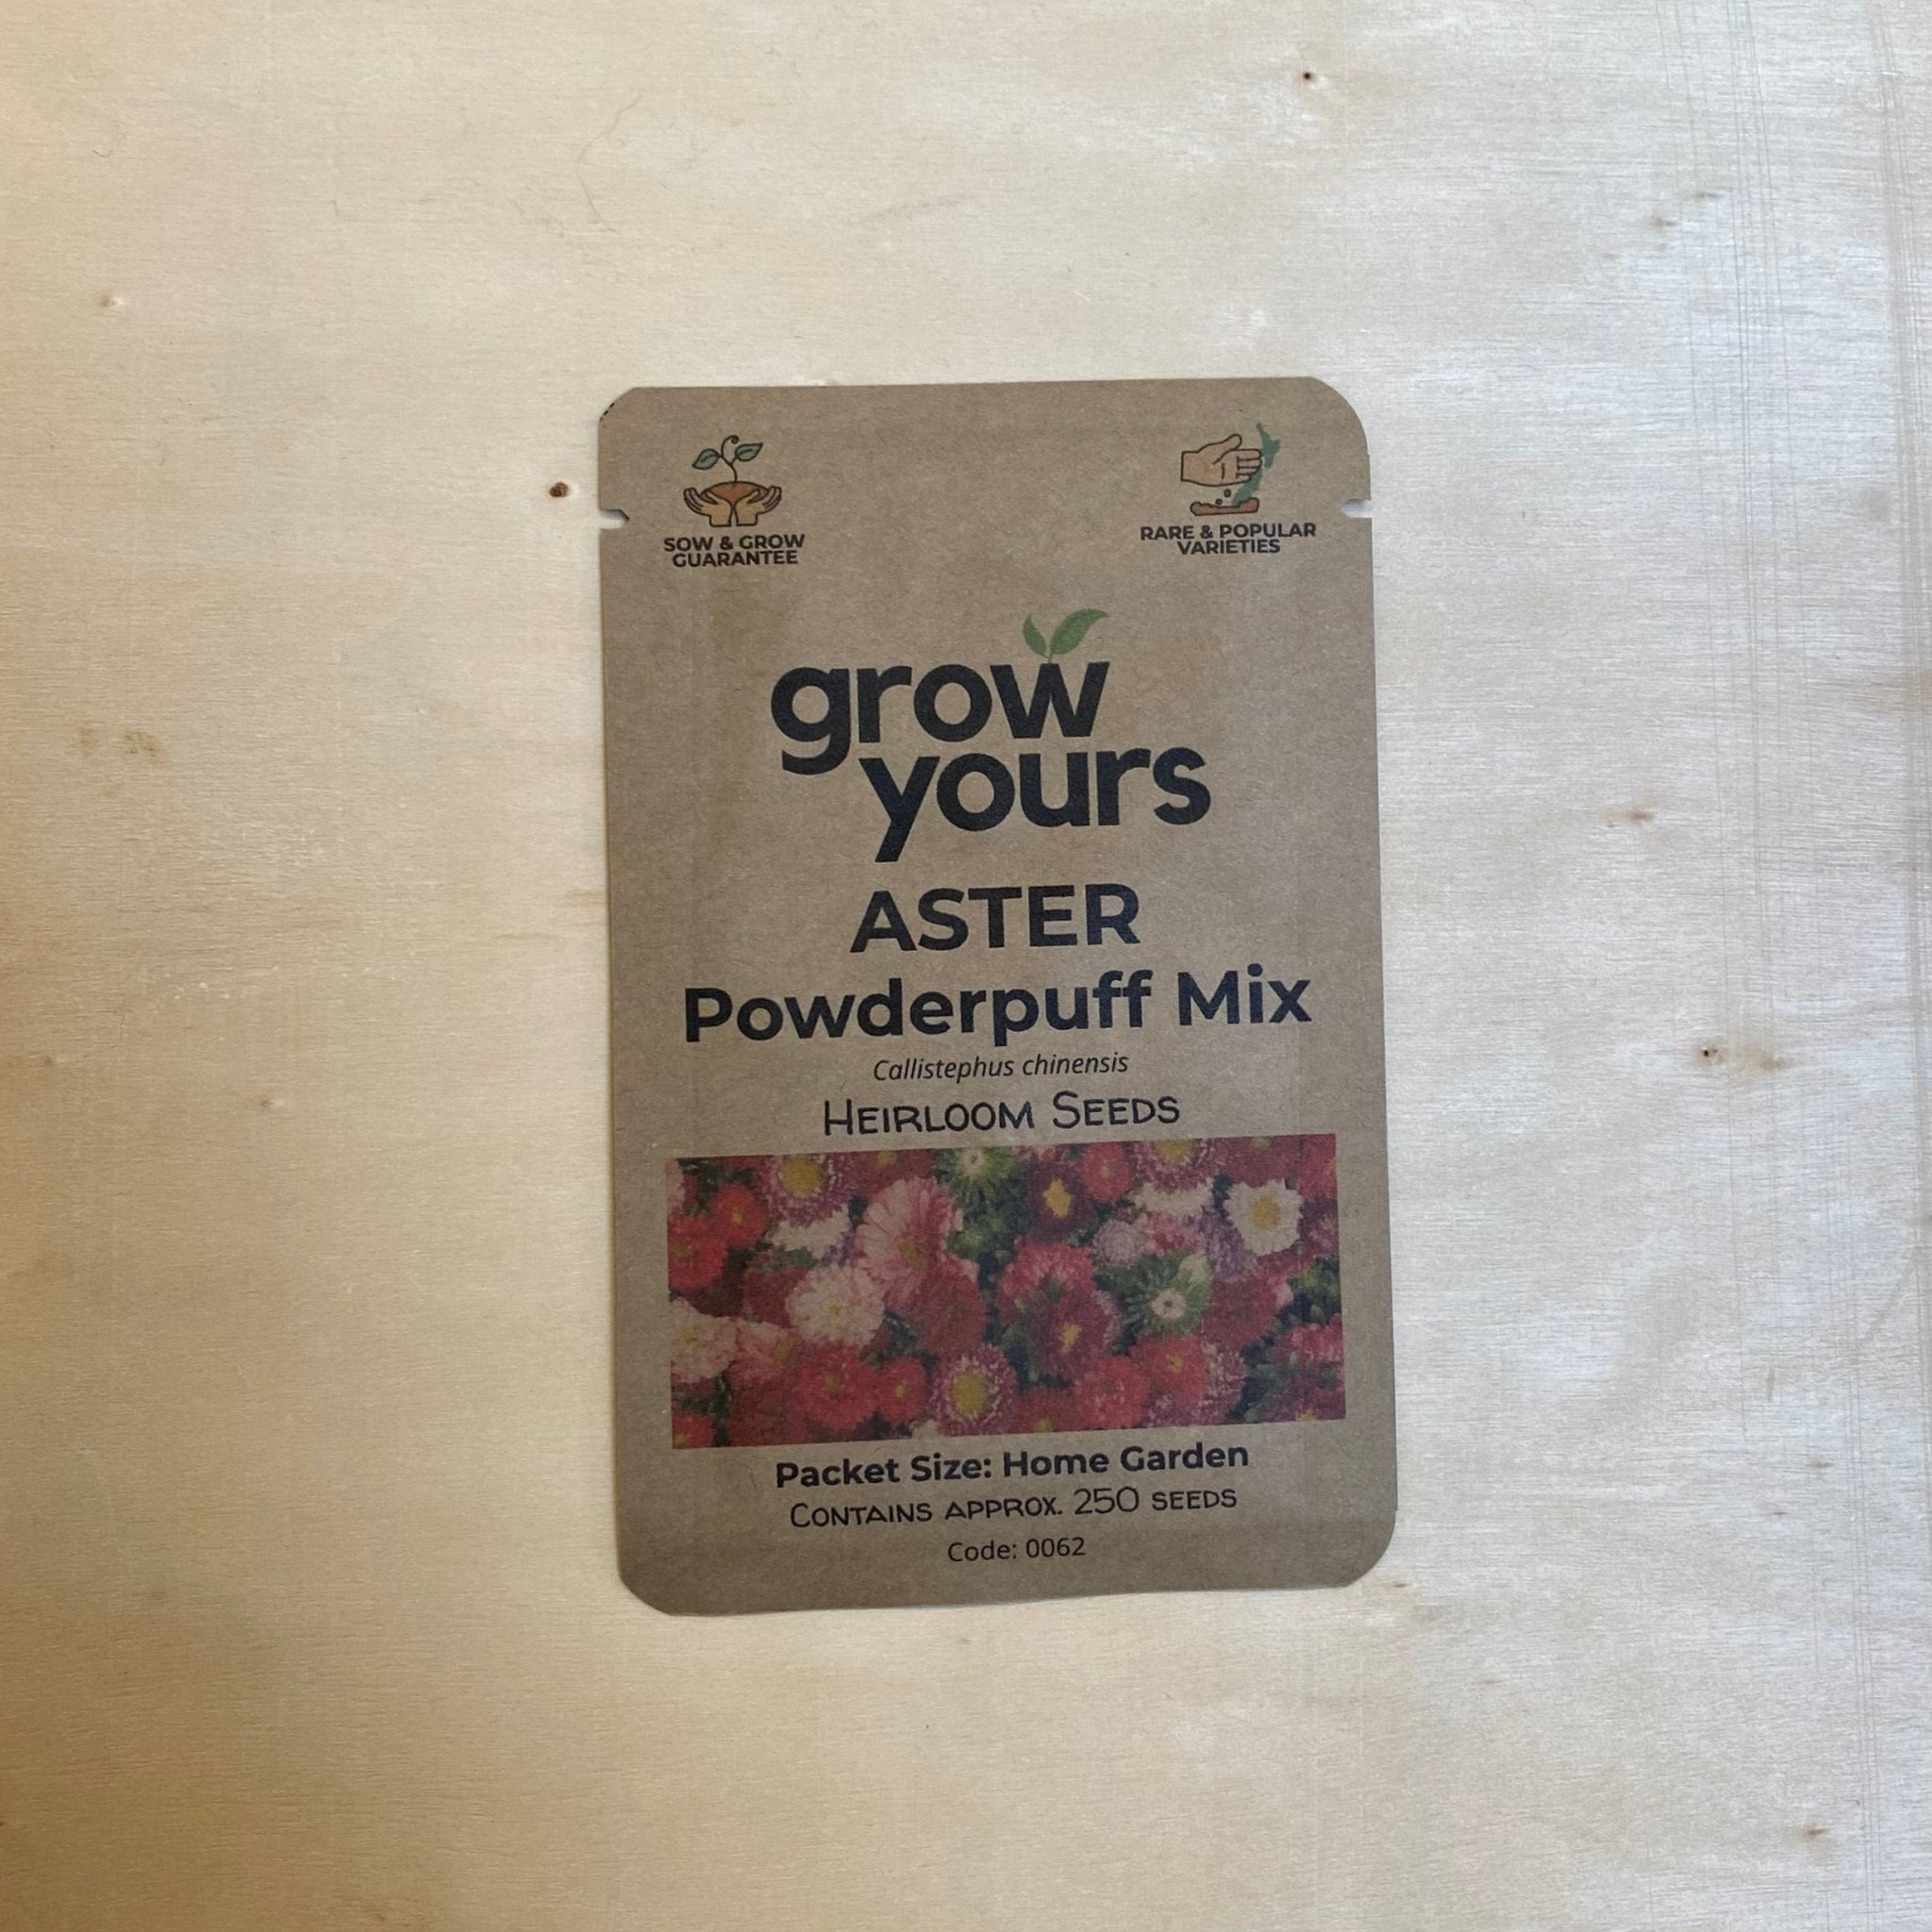 SOW & GROW
GUARANTEE
RARE & POPULAR
VARIETIES
grow
yours
ASTER
Powderpuff Mix
Callistephus chinensis
HEIRLOOM SEEDS
Packet Size: Home Garden
CONTAINS APPROX. 250 SEEDS
Code: 0062